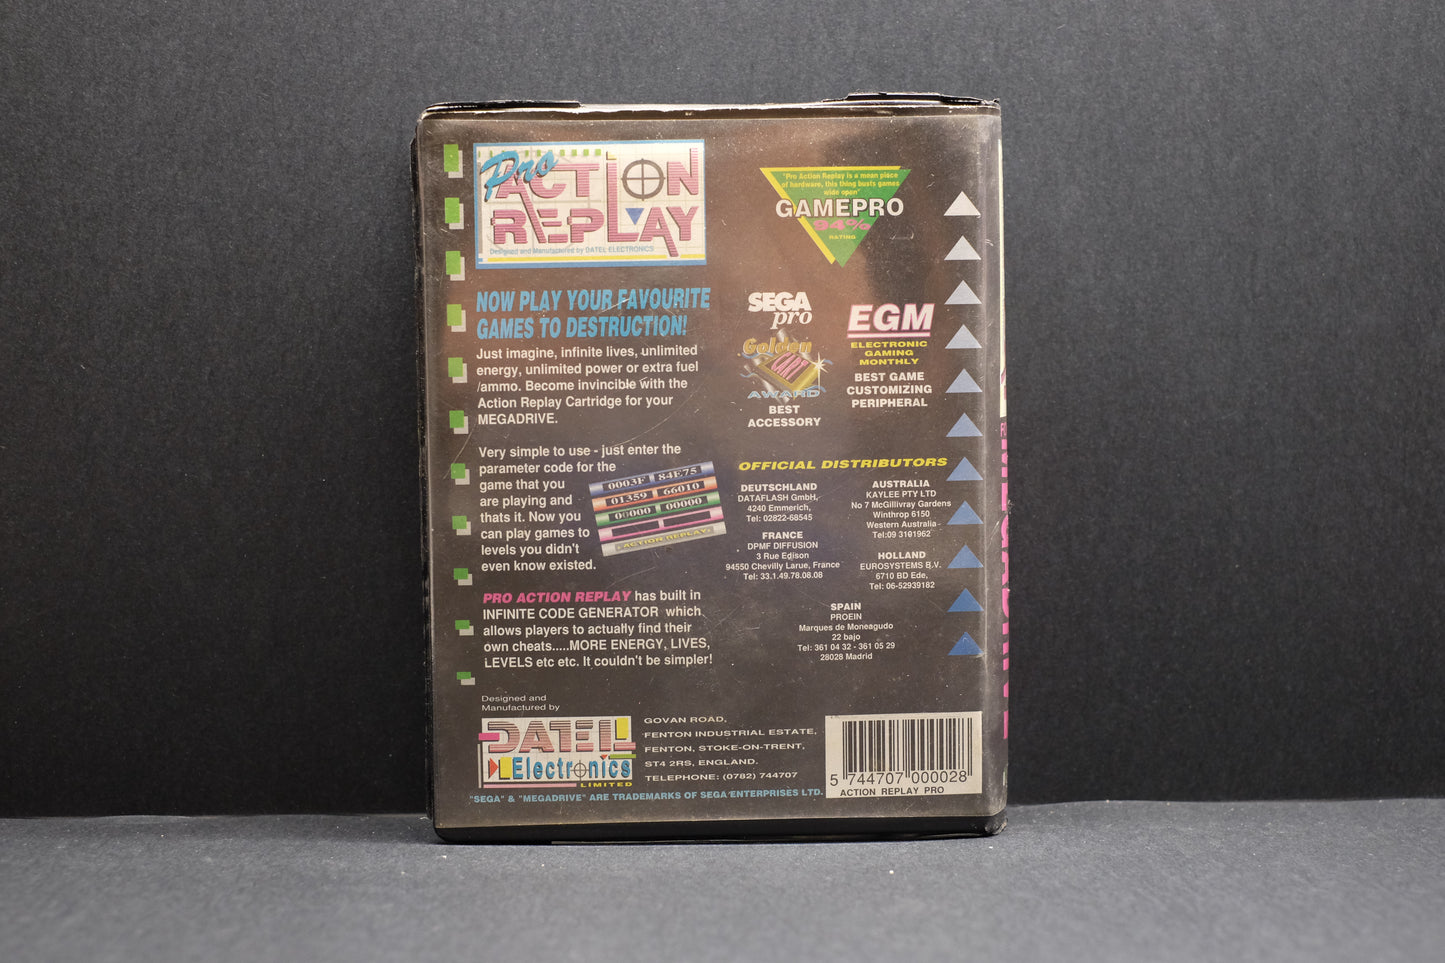 Pro
ACTION
REPLAY
Designed and Manufactured by DATEL ELECTRONICS
NOW PLAY YOUR FAVOURITE
GAMES TO DESTRUCTION!
Just imagine, infinite lives, unlimited
energy, unlimited power or extra fuel
/ammo. Become invincible with the
Action Replay Cartridge for your
MEGADRIVE.
Very simple to use - just enter the
parameter code for the
game that you
are playing and
thats it. Now you
can play games to
levels you didn't
even know existed.
0003F 84E75
01359 66010
00000 00000
ACTION REPLAY
PRO ACTION REPLAY has built in
INFINITE CODE GENERATOR which
allows players to actually find their
own cheats.....MORE ENERGY, LIVES,
LEVELS etc etc. It couldn't be simpler!
Designed and
Manufactured by
DATEL
Electronics
LIMITED
GOVAN ROAD,
FENTON INDUSTRIAL ESTATE,
FENTON, STOKE-ON-TRENT,
ST4 2RS, ENGLAND.
TELEPHONE: (0782) 744707
"SEGA" & "MEGADRIVE" ARE TRADEMARKS OF SEGA ENTERPRISES LTD.
"Pro Action Replay is a mean piece
of hardware, this thing busts games
wide open"
GAMEPRO
94%
RATING
SEGA
pro
Golden
AWARD
BEST
ACCESSORY
EGM
ELECTRONIC
GAMING
MONTHLY
BEST GAME
CUSTOMIZING
PERIPHERAL
OFFICIAL DISTRIBUTORS
DEUTSCHLAND
DATAFLASH GmbH,
4240 Emmerich,
Tel: 02822-68545
FRANCE
DPMF DIFFUSION
3 Rue Edison
94550 Chevilly Larue, France
Tel: 33.1.49.78.08.08
AUSTRALIA
KAYLEE PTY LTD
No 7 McGillivray Gardens
Winthrop 6150
Western Australia
Tel:09 3101962
HOLLAND
EUROSYSTEMS B.V.
6710 BD Ede,
Tel: 06-52939182
SPAIN
PROEIN
Marques de Moneagudo
22 bajo
Tel: 361 04 32 - 361 05 29
28028 Madrid
5 744707 000028
ACTION REPLAY PRO